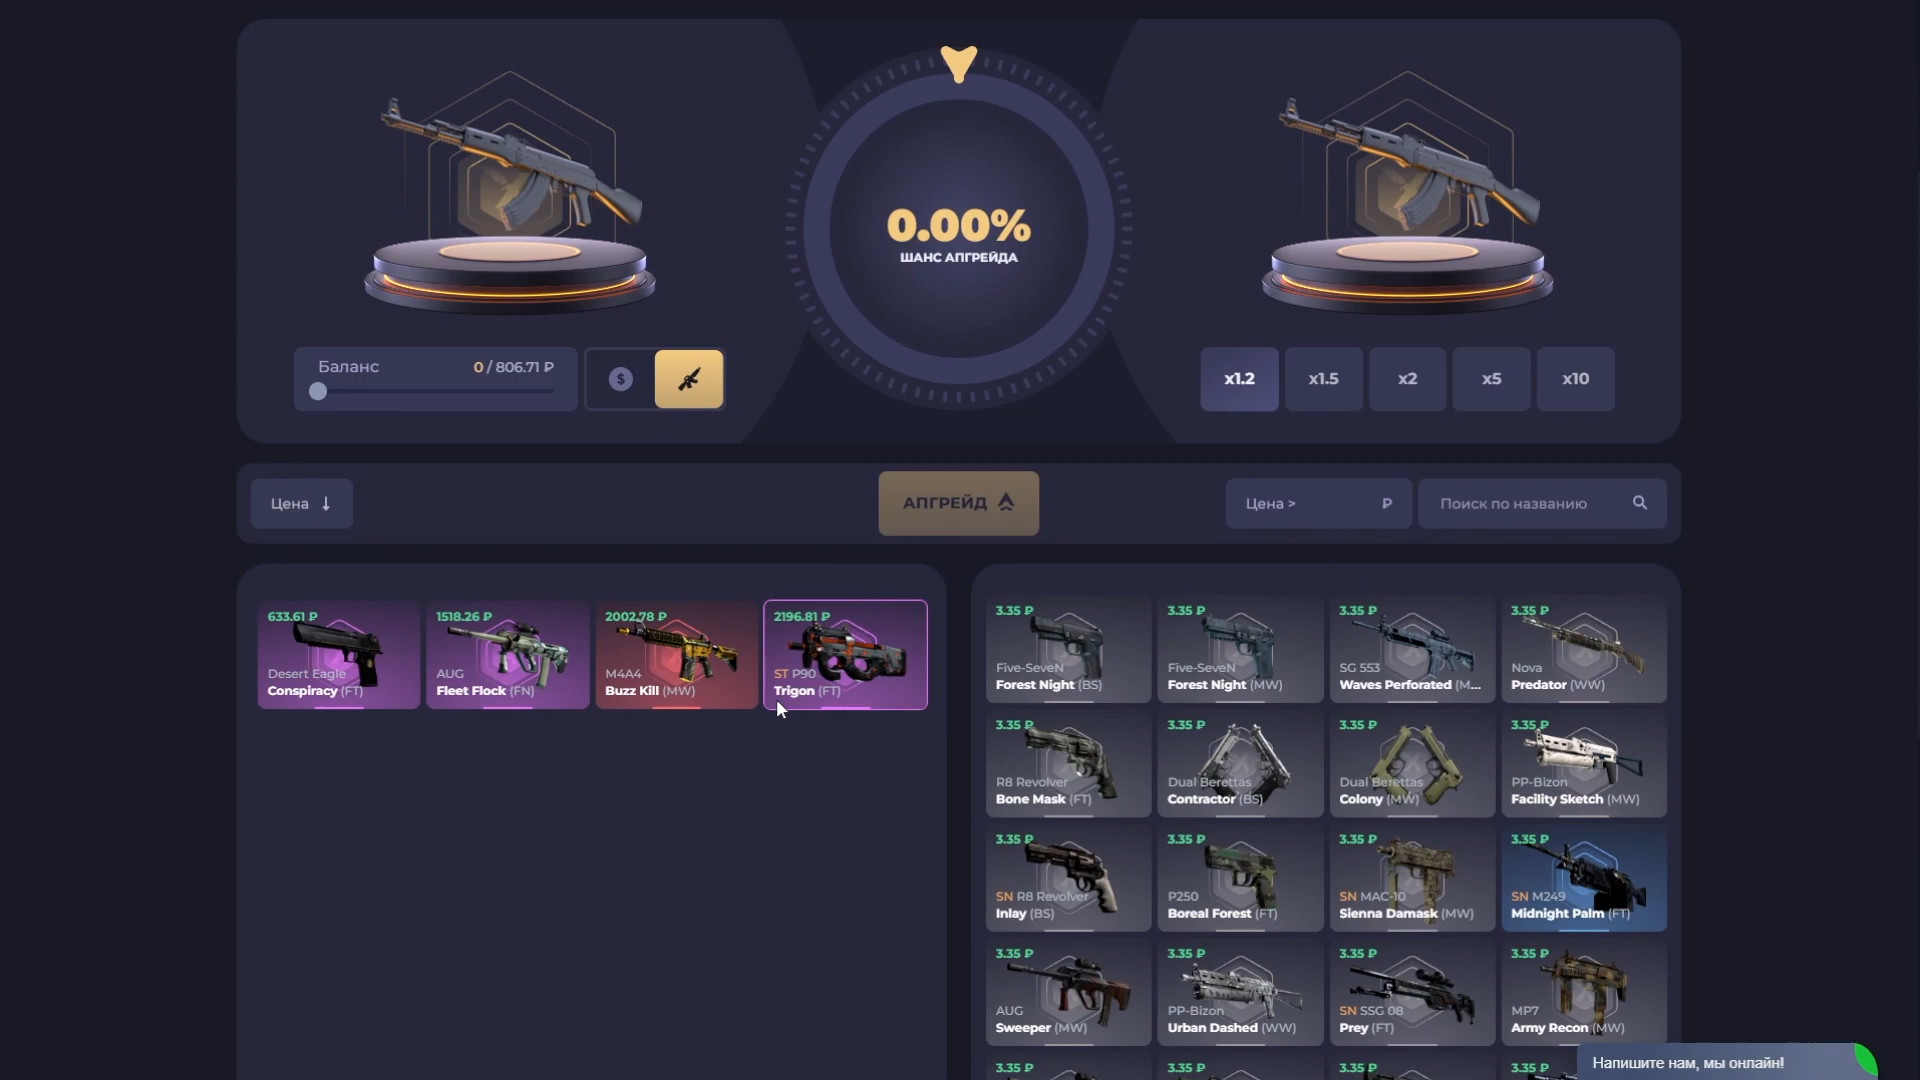 0.00%
ШАНС АПГРЕЙДА
Баланс 0 / 806.71 ₽
$
x1.2 x1.5 x2 x5 x10
Цена ↓
АПГРЕЙД
Цена > ₽
Поиск по названию
633.61 ₽
Desert Eagle
Conspiracy (FT)
1518.26 ₽
AUG
Fleet Flock (FN)
2002.78 ₽
M4A4
Buzz Kill (MW)
2196.81 ₽
ST P90
Trigon (FT)
3.35 ₽
Five-SeveN
Forest Night (BS)
3.35 ₽
Five-SeveN
Forest Night (MW)
3.35 ₽
SG 553
Waves Perforated (M...
3.35 ₽
Nova
Predator (WW)
3.35 ₽
R8 Revolver
Bone Mask (FT)
3.35 ₽
Dual Berettas
Contractor (BS)
3.35 ₽
Dual Berettas
Colony (MW)
3.35 ₽
PP-Bizon
Facility Sketch (MW)
3.35 ₽
SN R8 Revolver
Inlay (BS)
3.35 ₽
P250
Boreal Forest (FT)
3.35 ₽
SN MAC-10
Sienna Damask (MW)
3.35 ₽
SN M249
Midnight Palm (FT)
3.35 ₽
AUG
Sweeper (MW)
3.35 ₽
PP-Bizon
Urban Dashed (WW)
3.35 ₽
SN SSG 08
Prey (FT)
3.35 ₽
MP7
Army Recon (MW)
3.35 ₽
3.35 ₽
3.35 ₽
3.35 ₽
Напишите нам, мы онлайн!